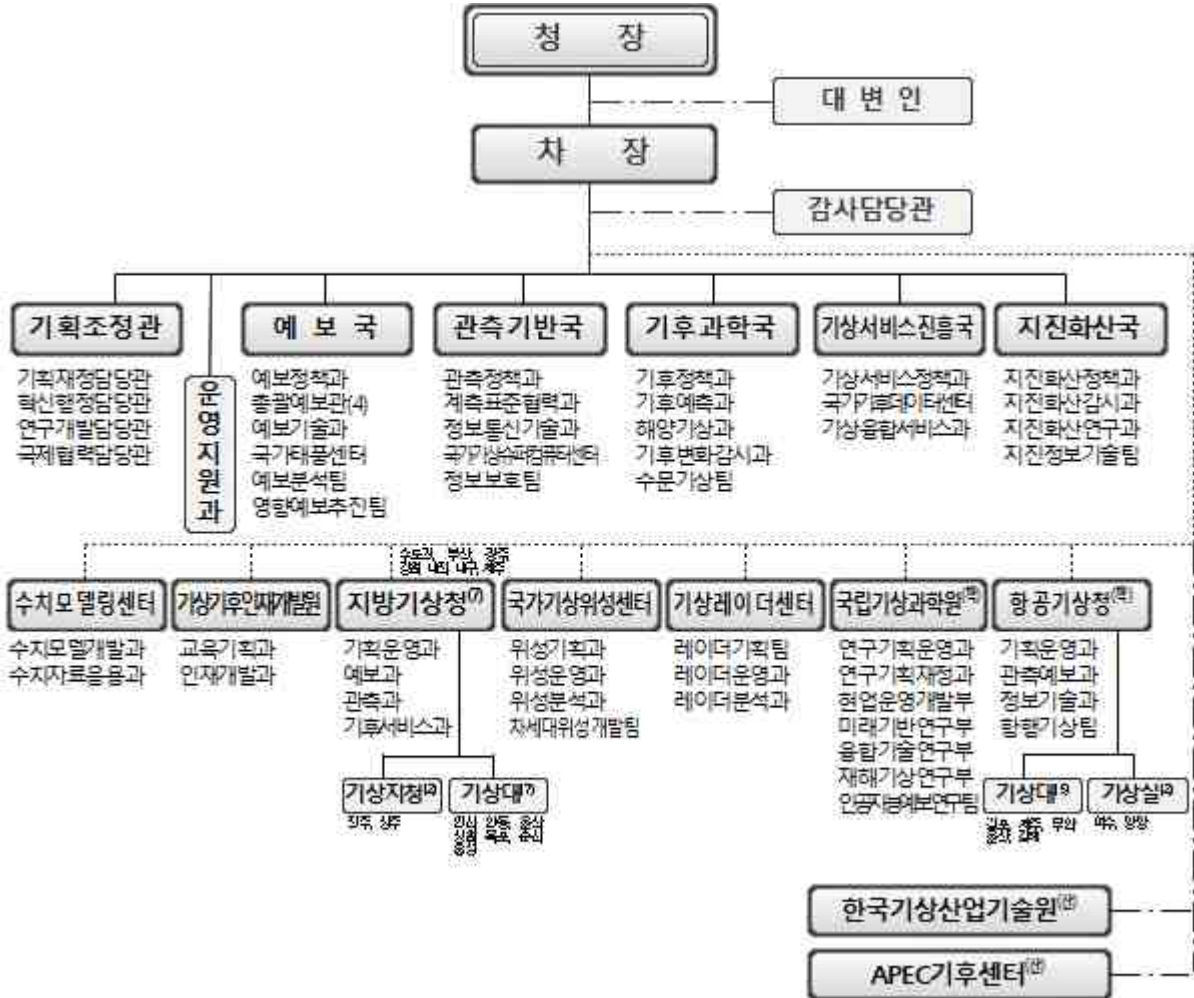 청 장
대 변 인
차 장
감사담당관
기획조정관
기획재정담당관
혁신행정담당관
연구개발담당관
국제협력담당관
운영지원과
예 보 국
예보정책과
총괄예보관(4)
예보기술과
국가태풍센터
예보분석팀
영향예보추진팀
관측기반국
관측정책과
계측표준협력과
정보통신기술과
국가기상슈퍼컴퓨터센터
정보보호팀
기후과학국
기후정책과
기후예측과
해양기상과
기후변화감시과
수문기상팀
기상서비스진흥국
기상서비스정책과
국가기후데이터센터
기상융합서비스과
지진화산국
지진화산정책과
지진화산감시과
지진화산연구과
지진정보기술팀
수치모델링센터
수치모델개발과
수치자료응용과
기상기후인재개발원
교육기획과
인재개발과
수도권, 부산, 광주
강원, 대전, 대구, 제주
지방기상청(7)
기획운영과
예보과
관측과
기후서비스과
기상지청(2)
전주, 청주
기상대(7)
국가기상위성센터
위성기획과
위성운영과
위성분석과
차세대위성개발팀
기상레이더센터
레이더기획팀
레이더운영과
레이더분석과
국립기상과학원(책)
연구기획운영과
연구기획재정과
현업운영개발부
미래기반연구부
융합기술연구부
재해기상연구부
인공지능예보연구팀
항공기상청(책)
기획운영과
관측예보과
정보기술과
항행기상팀
기상대
기상실
여수, 양양
한국기상산업기술원(산)
APEC기후센터(산)